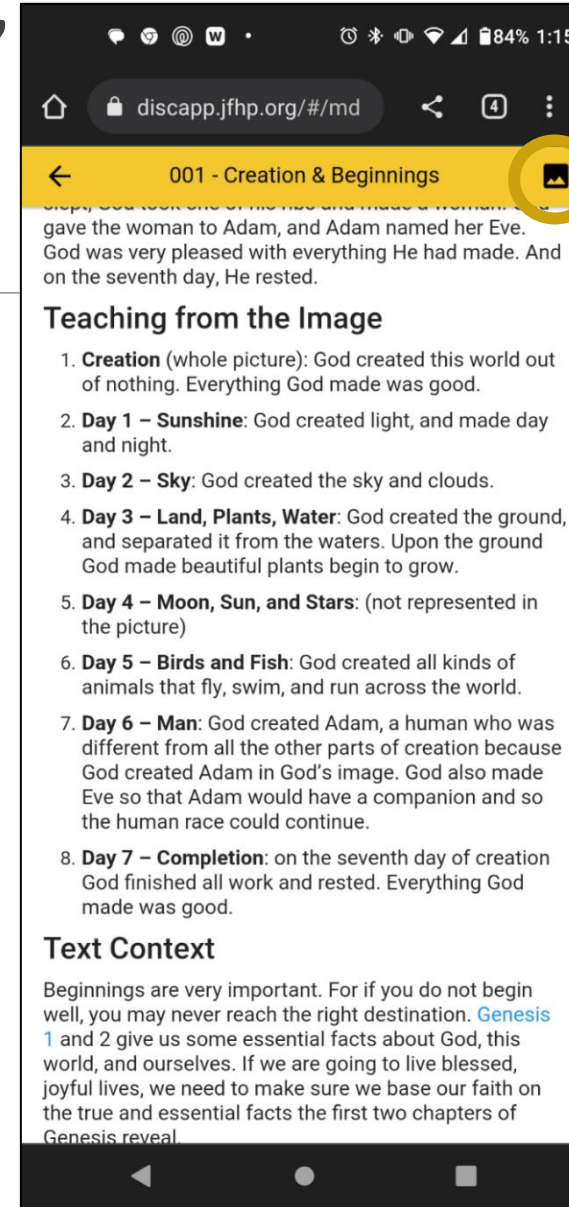 84% 1:15
discapp.jfhp.org/#/md
4
001 - Creation & Beginnings
slept, God took one of his ribs and made a woman. God
gave the woman to Adam, and Adam named her Eve.
God was very pleased with everything He had made. And
on the seventh day, He rested.
Teaching from the Image
1. Creation (whole picture): God created this world out
of nothing. Everything God made was good.
2. Day 1 – Sunshine: God created light, and made day
and night.
3. Day 2 – Sky: God created the sky and clouds.
4. Day 3 – Land, Plants, Water: God created the ground,
and separated it from the waters. Upon the ground
God made beautiful plants begin to grow.
5. Day 4 – Moon, Sun, and Stars: (not represented in
the picture)
6. Day 5 – Birds and Fish: God created all kinds of
animals that fly, swim, and run across the world.
7. Day 6 – Man: God created Adam, a human who was
different from all the other parts of creation because
God created Adam in God's image. God also made
Eve so that Adam would have a companion and so
the human race could continue.
8. Day 7 – Completion: on the seventh day of creation
God finished all work and rested. Everything God
made was good.
Text Context
Beginnings are very important. For if you do not begin
well, you may never reach the right destination. Genesis
1 and 2 give us some essential facts about God, this
world, and ourselves. If we are going to live blessed,
joyful lives, we need to make sure we base our faith on
the true and essential facts the first two chapters of
Genesis reveal.